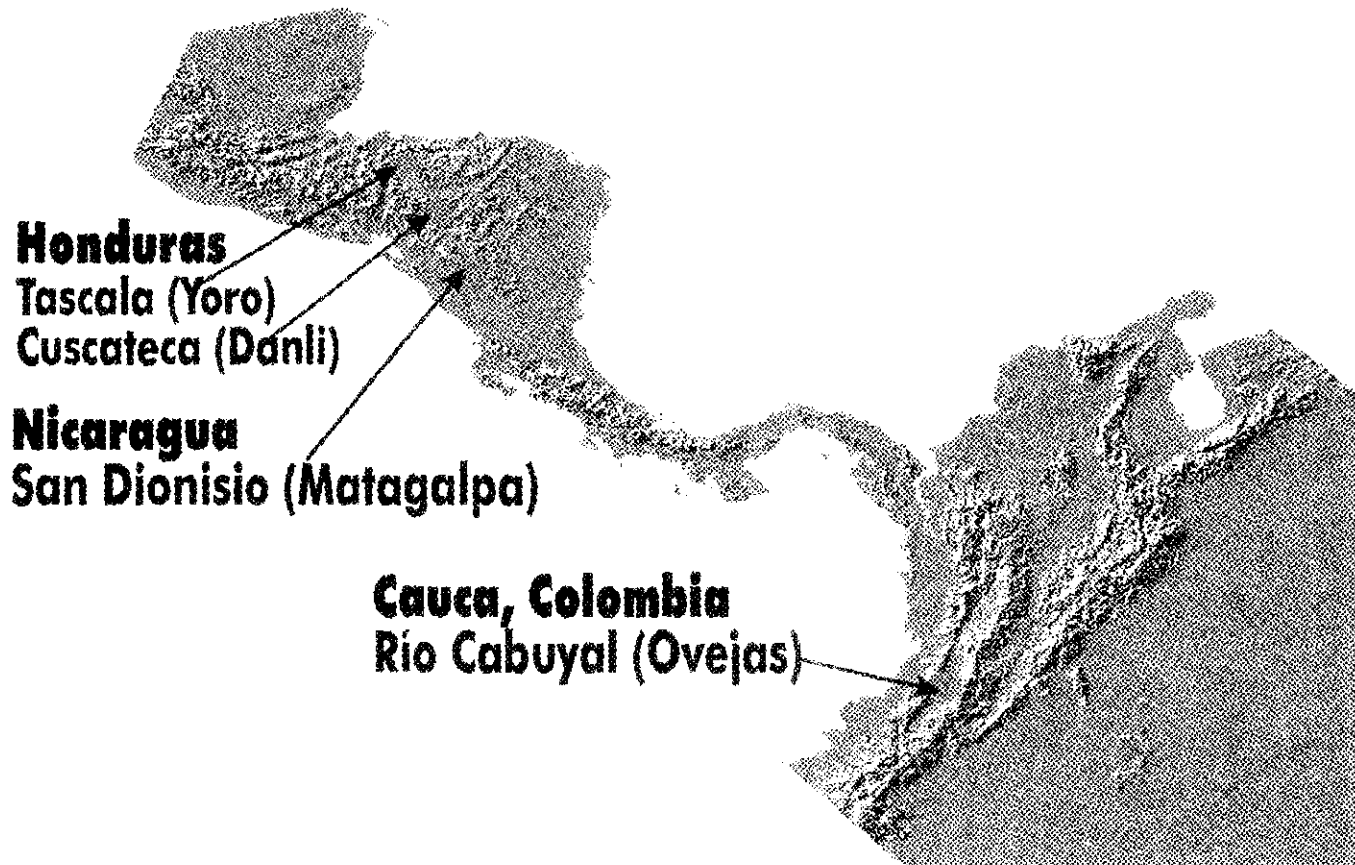 Honduras
Tascala (Yoro)
Cuscateca (Danli)
Nicaragua
San Dionisio (Matagalpa)
Cauca, Colombia
Río Cabuyal (Ovejas)